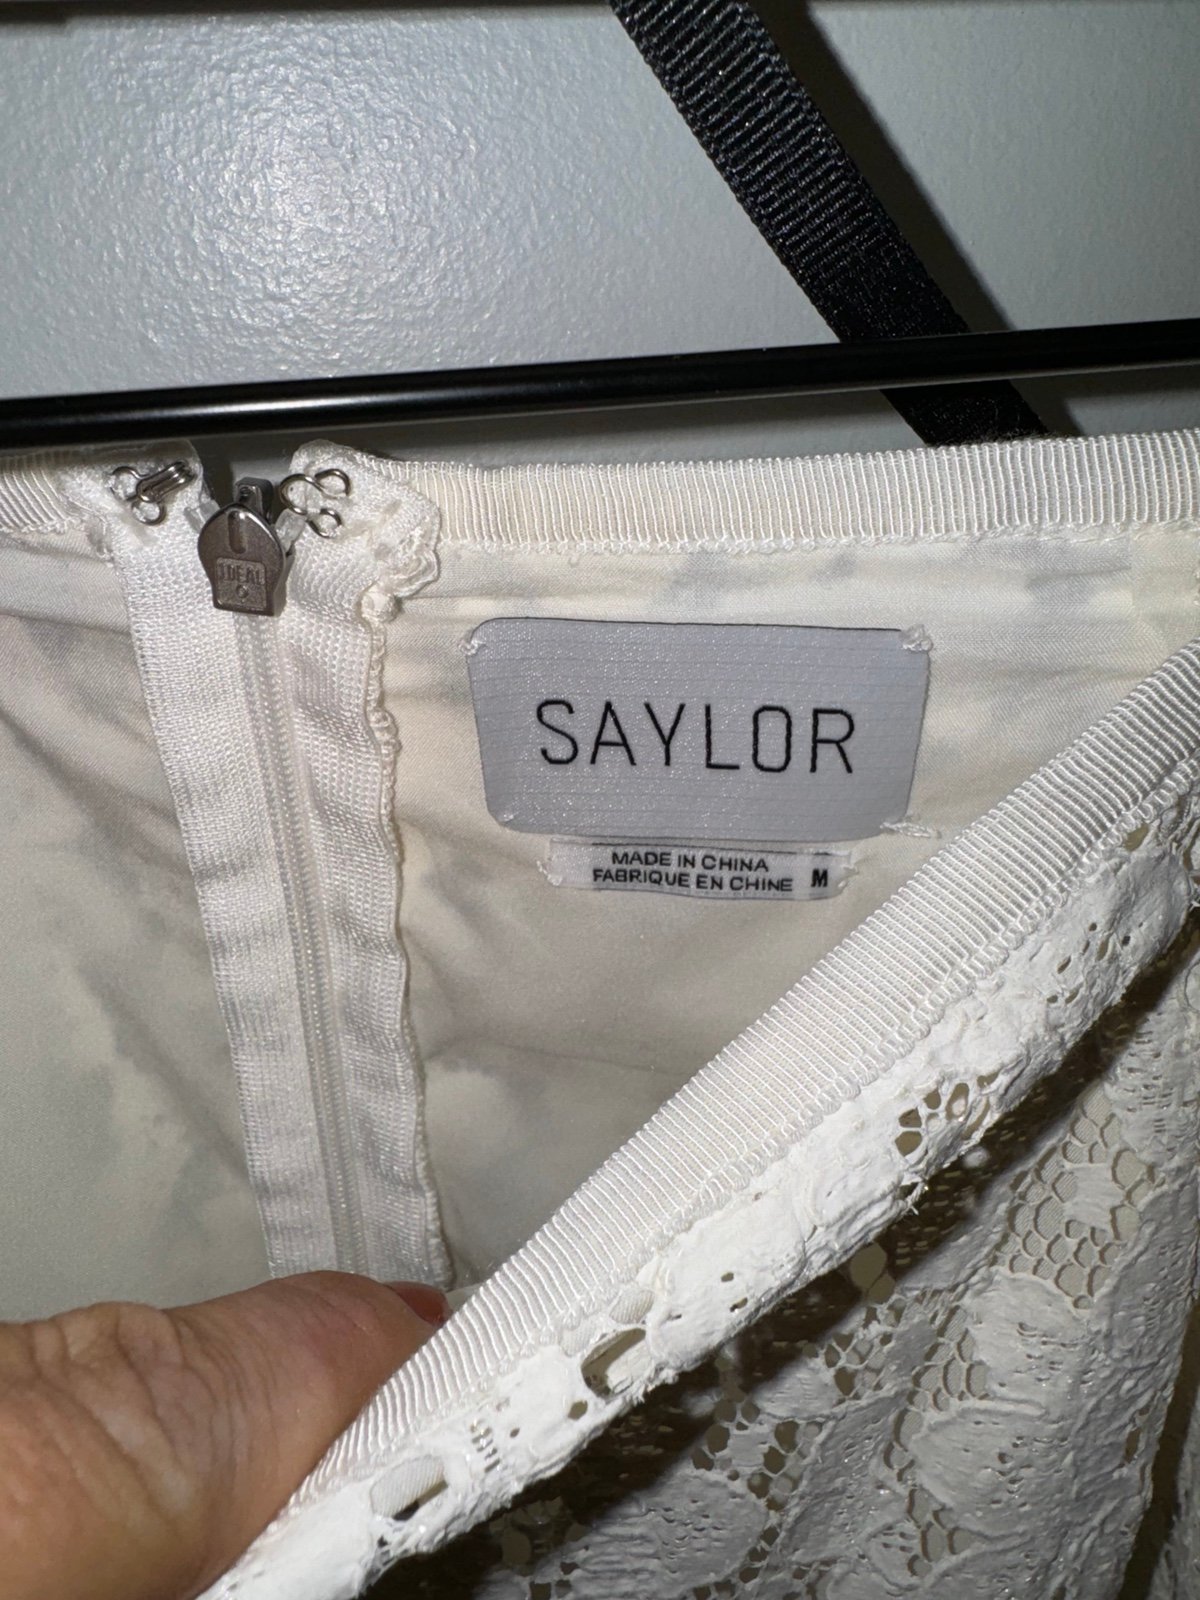 IDEAL
SAYLOR
MADE IN CHINA
FABRIQUE EN CHINE M